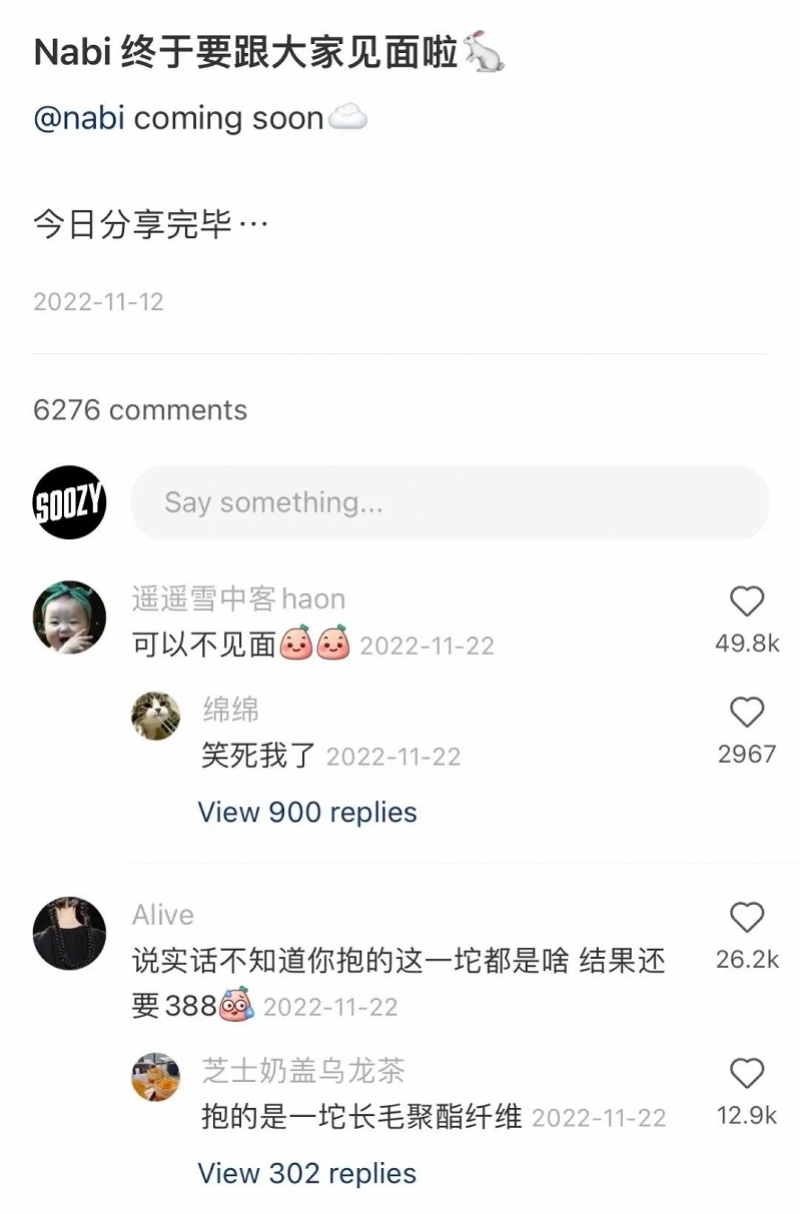 Nabi 终于要跟大家见面啦🐇
@nabi coming soon☁️
今日分享完毕…
2022-11-12
6276 comments
SOOZY
Say something...
遥遥雪中客haon
可以不见面 2022-11-22
49.8k
绵绵
笑死我了 2022-11-22
2967
View 900 replies
Alive
说实话不知道你抱的这一坨都是啥 结果还
要388 2022-11-22
26.2k
芝士奶盖乌龙茶
抱的是一坨长毛聚酯纤维 2022-11-22
12.9k
View 302 replies